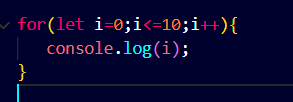 for(let i=0;i<=10;i++){
    console.log(i);
}